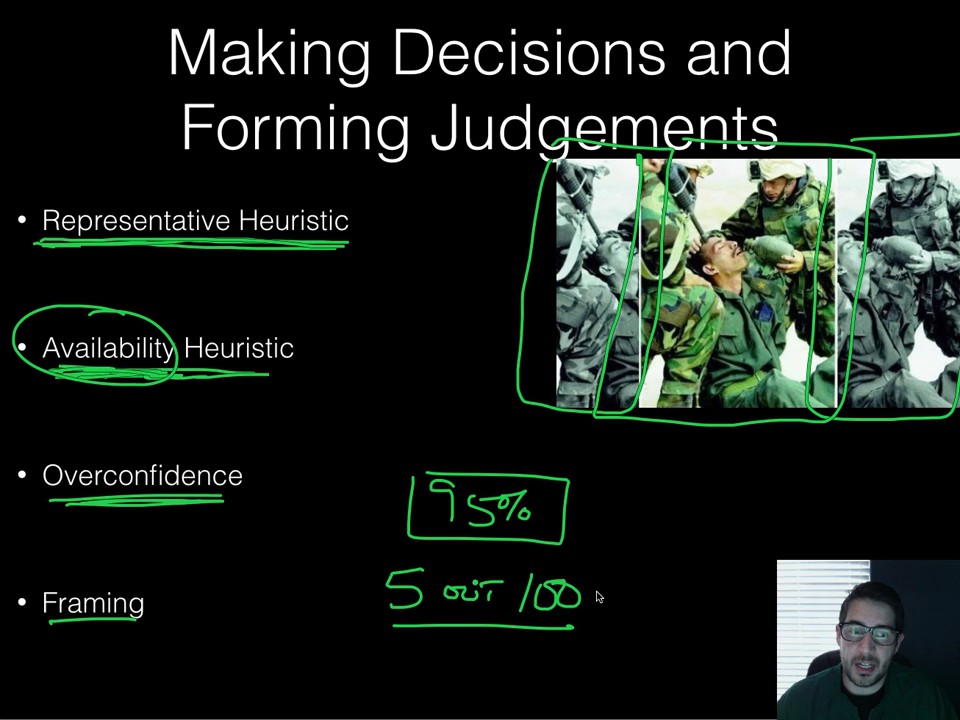 Making Decisions and
Forming Judgements
• Representative Heuristic
• Availability Heuristic
• Overconfidence
95%
5 out 100
• Framing